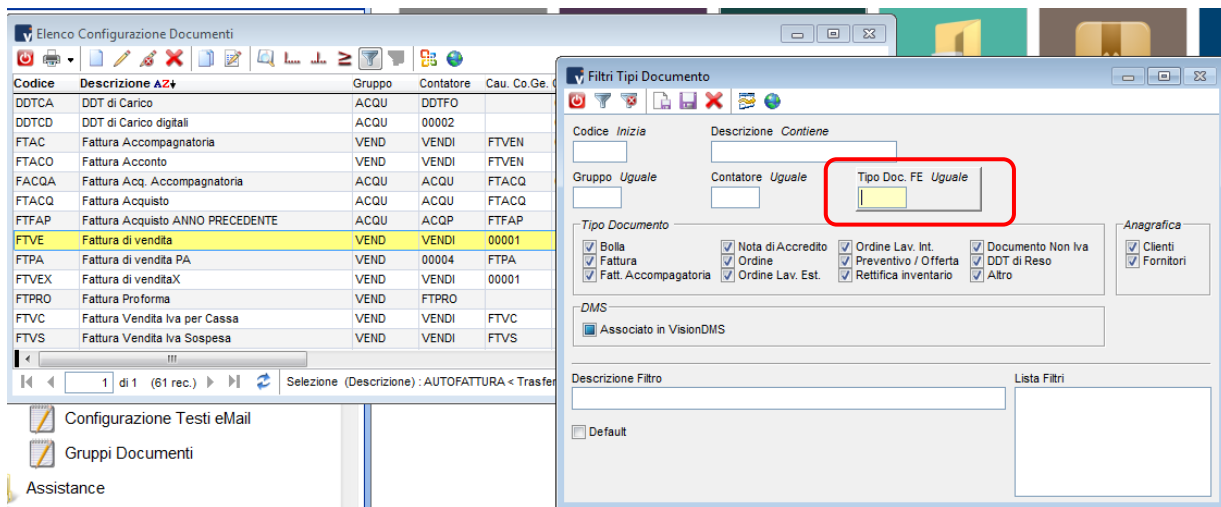 Elenco Configurazione Documenti
Codice Descrizione AZ Gruppo Contatore Cau. Co.Ge.
DDTCA DDT di Carico ACQU DDTFO
DDTCD DDT di Carico digitali ACQU 00002
FTAC Fattura Accompagnatoria VEND VENDI FTVEN
FTACO Fattura Acconto VEND VENDI FTVEN
FACQA Fattura Acq. Accompagnatoria ACQU ACQU FTACQ
FTACQ Fattura Acquisto ACQU ACQU FTACQ
FTFAP Fattura Acquisto ANNO PRECEDENTE ACQU ACQP FTFAP
FTVE Fattura di vendita VEND VENDI 00001
FTPA Fattura di vendita PA VEND 00004 FTPA
FTVEX Fattura di venditaX VEND VENDI 00001
FTPRO Fattura Proforma VEND FTPRO
FTVC Fattura Vendita Iva per Cassa VEND VENDI FTVC
FTVS Fattura Vendita Iva Sospesa VEND VENDI FTVS
1 di 1 (61 rec.) Selezione (Descrizione) : AUTOFATTURA < Trasfer
Configurazione Testi eMail
Gruppi Documenti
Assistance
Filtri Tipi Documento
Codice Inizia Descrizione Contiene
Gruppo Uguale Contatore Uguale Tipo Doc. FE Uguale
Tipo Documento Anagrafica
Bolla Nota di Accredito Ordine Lav. Int. Documento Non Iva Clienti
Fattura Ordine Preventivo / Offerta DDT di Reso Fornitori
Fatt. Accompagatoria Ordine Lav. Est. Rettifica inventario Altro
DMS
Associato in VisionDMS
Descrizione Filtro Lista Filtri
Default